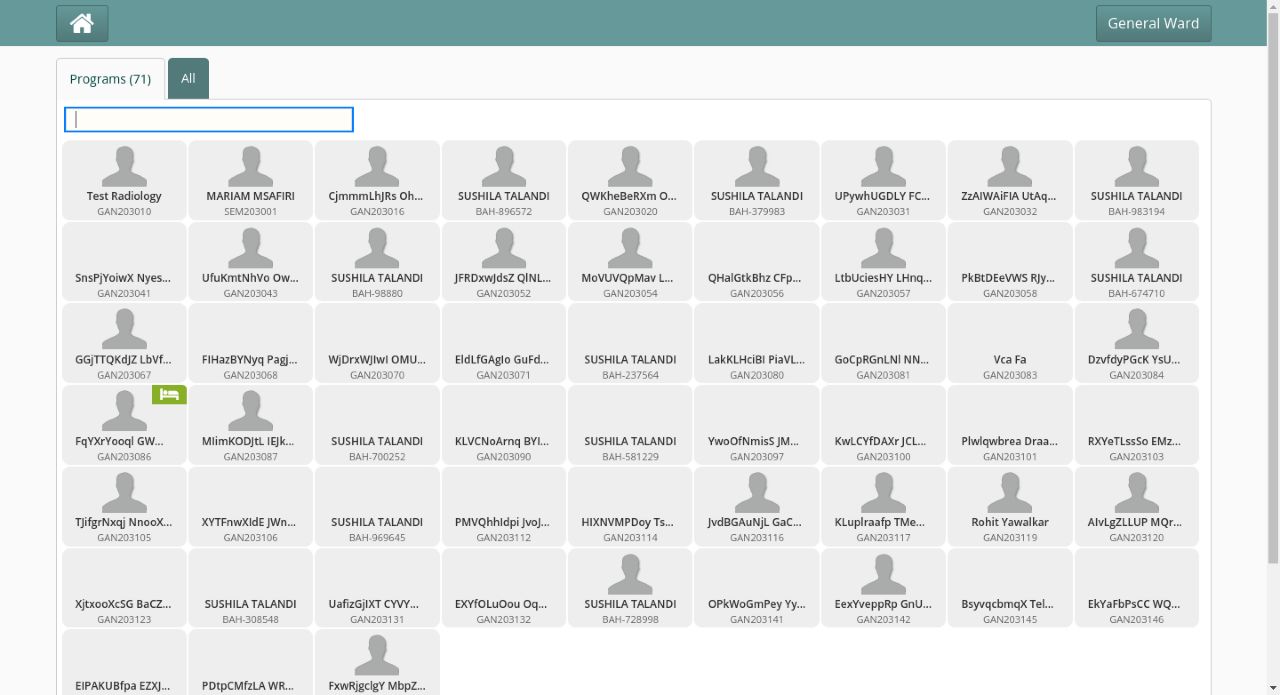 General Ward
Programs (71)
All
Test Radiology
GAN203010
MARIAM MSAFIRI
SEM203001
CjmmmLhJRs Oh...
GAN203016
SUSHILA TALANDI
BAH-896572
QWKheBeRXm O...
GAN203020
SUSHILA TALANDI
BAH-379983
UPywhUGDLY FC...
GAN203031
ZzAIWAiFIA UtAq...
GAN203032
SUSHILA TALANDI
BAH-983194
SnsPjYoiwX Nyes...
GAN203041
UfuKmtNhVo Ow...
GAN203043
SUSHILA TALANDI
BAH-98880
JFRDxwJdsZ QlNL...
GAN203052
MoVUVQpMav L...
GAN203054
QHalGtkBhz CFp...
GAN203056
LtbUciesHY LHnq...
GAN203057
PkBtDEeVWS RJy...
GAN203058
SUSHILA TALANDI
BAH-674710
GGjTTQKdJZ LbVf...
GAN203067
FIHazBYNyq Pagj...
GAN203068
WjDrxWJIwI OMU...
GAN203070
EldLfGAgIo GuFd...
GAN203071
SUSHILA TALANDI
BAH-237564
LakKLHciBI PiaVL...
GAN203080
GoCpRGnLNl NN...
GAN203081
Vca Fa
GAN203083
DzvfdyPGcK YsU...
GAN203084
FqYXrYooql GW...
GAN203086
MIimKODJtL IEJk...
GAN203087
SUSHILA TALANDI
BAH-700252
KLVCNoArnq BYI...
GAN203090
SUSHILA TALANDI
BAH-581229
YwoOfNmisS JM...
GAN203097
KwLCYfDAXr JCL...
GAN203100
Plwlqwbrea Draa...
GAN203101
RXYeTLssSo EMz...
GAN203103
TJifgrNxqj NnooX...
GAN203105
XYTFnwXIdE JWn...
GAN203106
SUSHILA TALANDI
BAH-969645
PMVQhhIdpi JvoJ...
GAN203112
HIXNVMPDoy Ts...
GAN203114
JvdBGAuNjL GaC...
GAN203116
KLuplraafp TMe...
GAN203117
Rohit Yawalkar
GAN203119
AIvLgZLLUP MQr...
GAN203120
XjtxooXcSG BaCZ...
GAN203123
SUSHILA TALANDI
BAH-308548
UafizGjIXT CYVY...
GAN203131
EXYfOLuOou Oq...
GAN203132
SUSHILA TALANDI
BAH-728998
OPkWoGmPey Yy...
GAN203141
EexYveppRp GnU...
GAN203142
BsyvqcbmqX Tel...
GAN203145
EkYaFbPsCC WQ...
GAN203146
EIPAKUBfpa EZXJ...
PDtpCMfzLA WR...
FxwRjgclgY MbpZ...